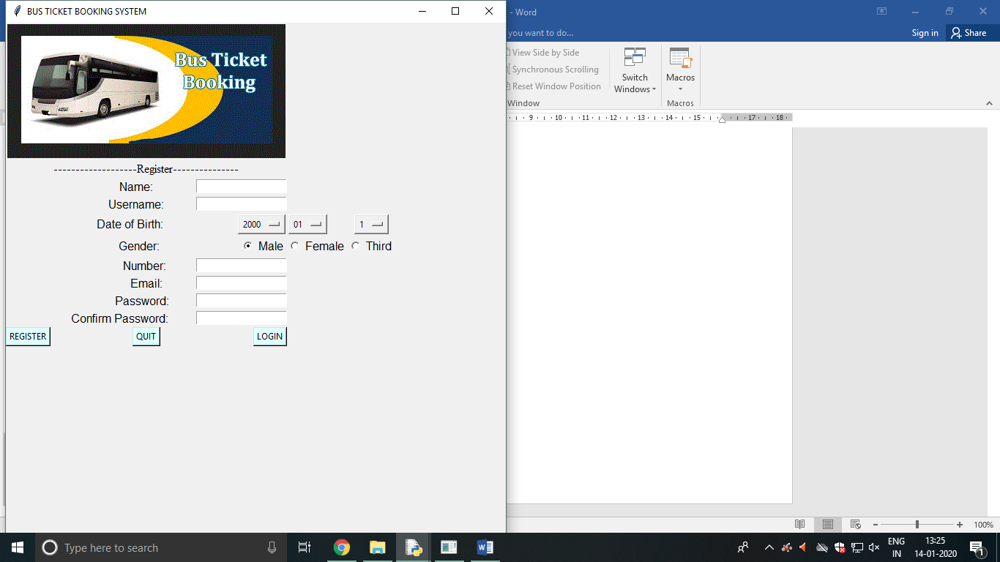 BUS TICKET BOOKING SYSTEM
- Word
you want to do...
Sign in
Share
View Side by Side
Synchronous Scrolling
Reset Window Position
Window
Switch Windows
Macros
Macros
9 10 11 12 13 14 15 17 18
Bus Ticket
Booking
-------------------Register---------------
Name:
Username:
Date of Birth: 2000 01 1
Gender: Male Female Third
Number:
Email:
Password:
Confirm Password:
REGISTER QUIT LOGIN
100%
Type here to search
ENG
IN
13:25
14-01-2020
1